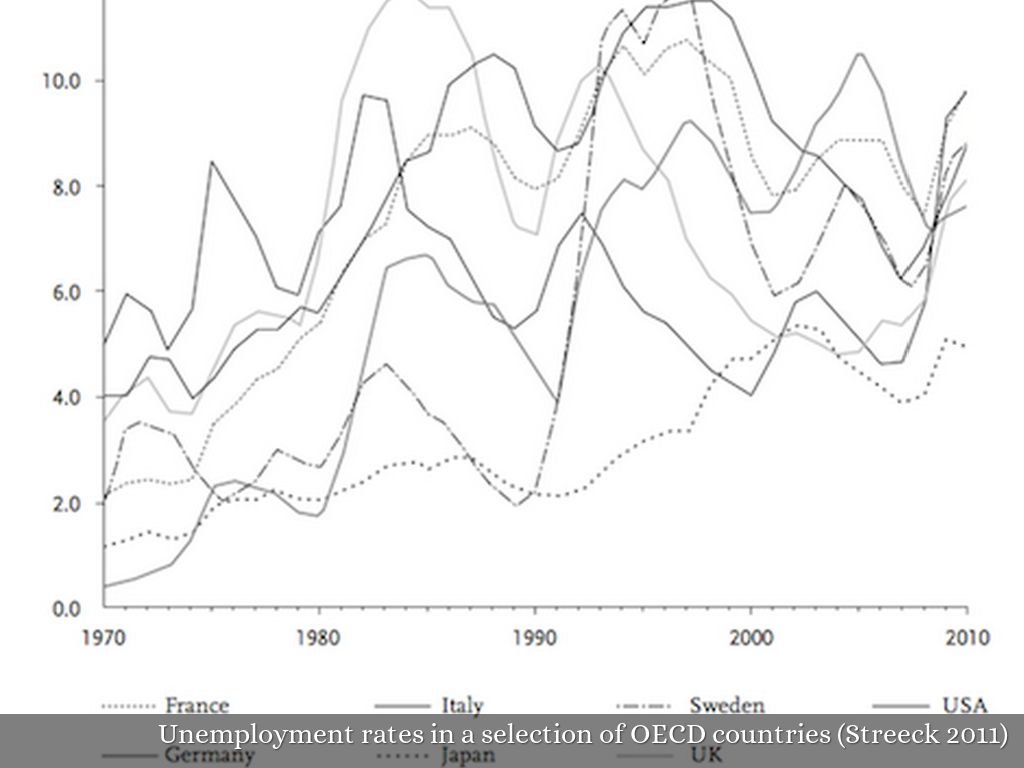 10.0
8.0
6.0
4.0
2.0
0.0
1970 1980 1990 2000 2010
France Italy Sweden USA
Unemployment rates in a selection of OECD countries (Streeck 2011)
Germany Japan UK